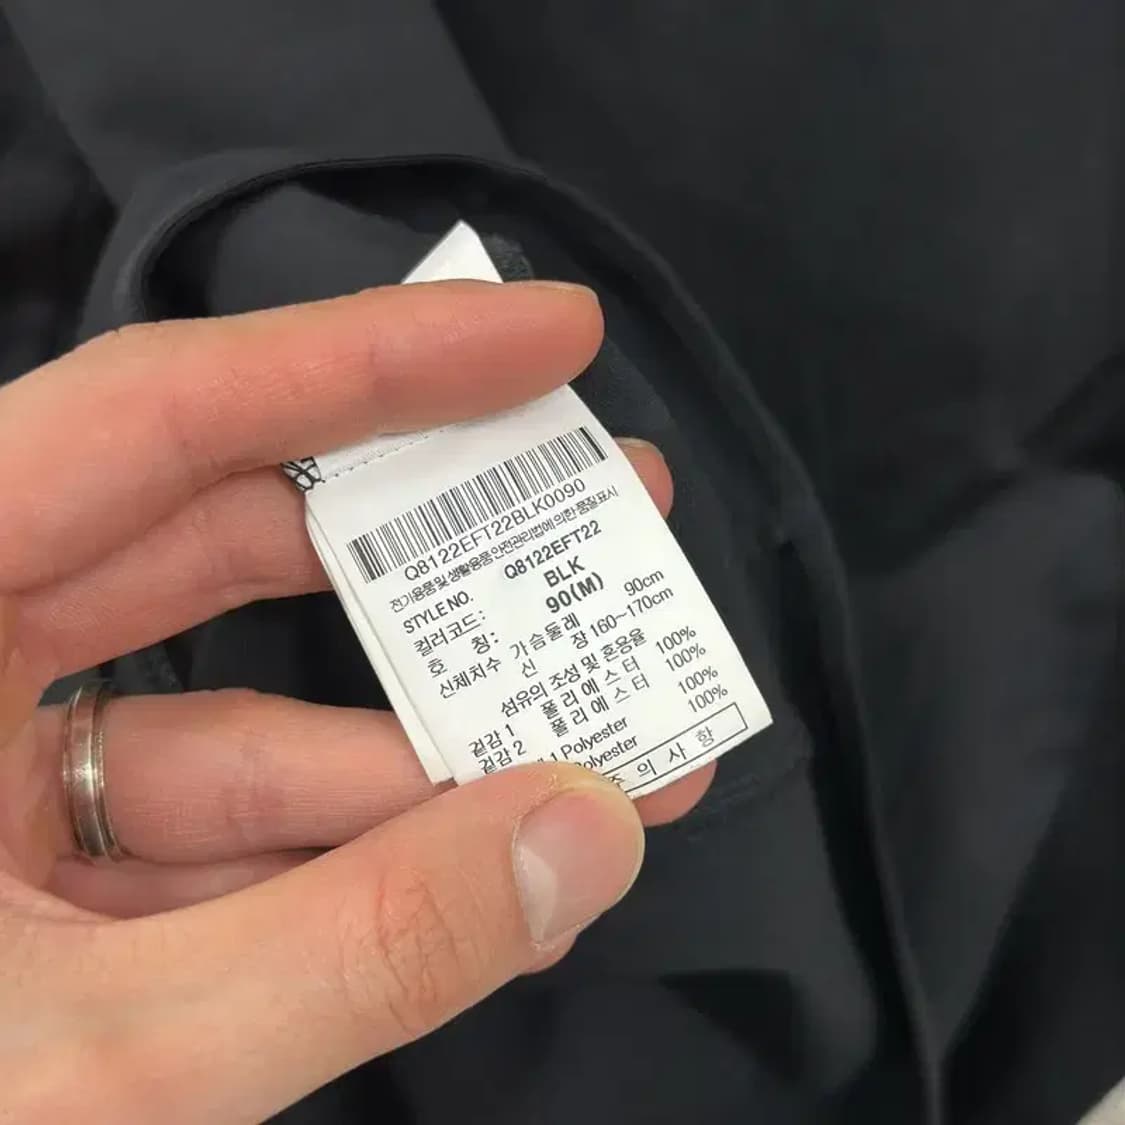 Q8122EFT22BLK0090
전기용품및생활용품안전관리법에의한품질표시
STYLE NO. Q8122EFT22
컬러코드: BLK
호 칭: 90(M)
신체치수 가슴둘레 90cm
신 장 160~170cm
섬유의 조성 및 혼용율
겉감 1 폴리에스터 100%
겉감 2 폴리에스터 100%
1 Polyester 100%
Polyester 100%
의 사 항